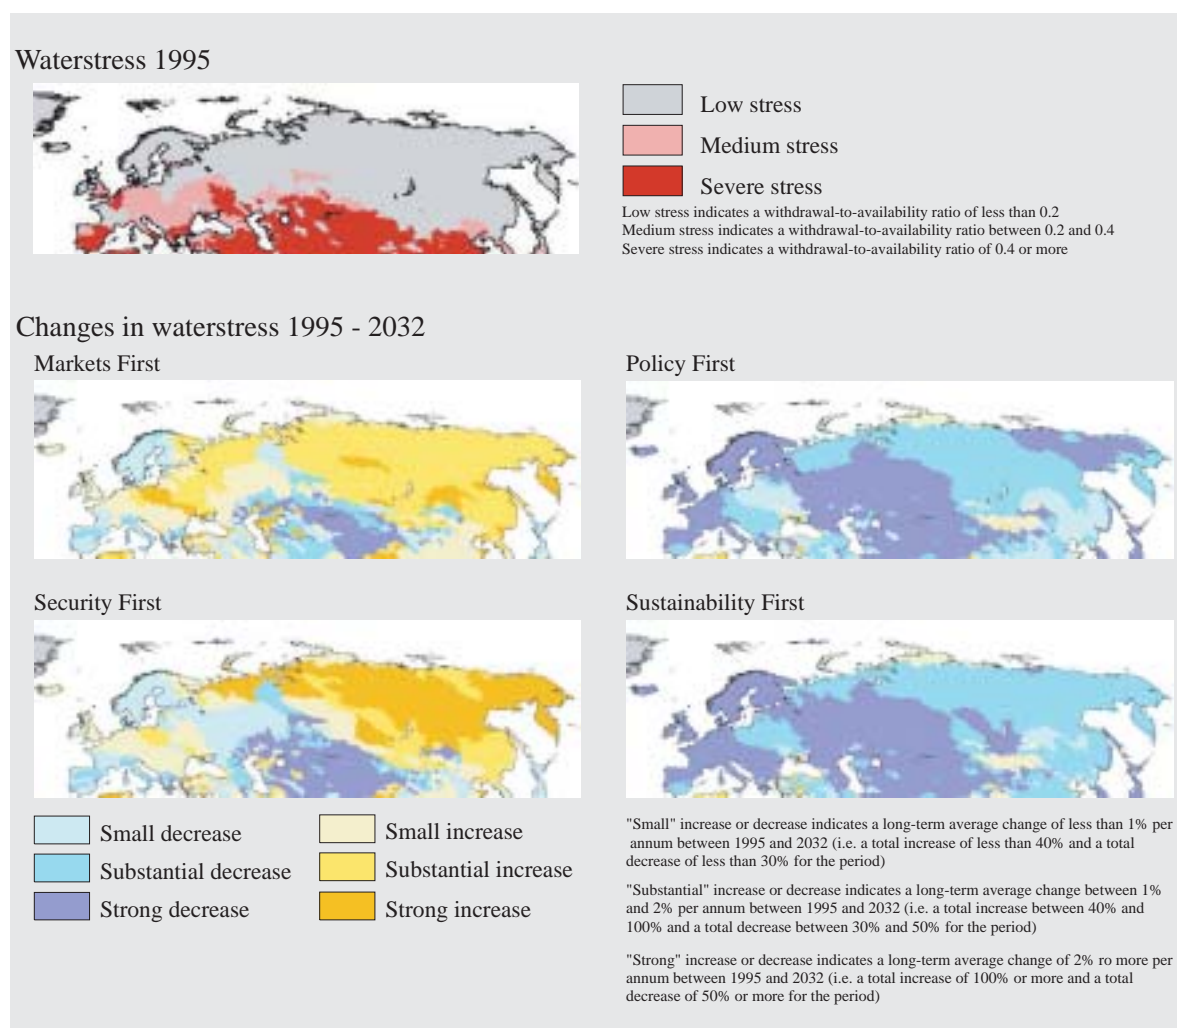 Waterstress 1995
Low stress
Medium stress
Severe stress
Low stress indicates a withdrawal-to-availability ratio of less than 0.2
Medium stress indicates a withdrawal-to-availability ratio between 0.2 and 0.4
Severe stress indicates a withdrawal-to-availability ratio of 0.4 or more
Changes in waterstress 1995 - 2032
Markets First
Policy First
Security First
Sustainability First
Small decrease
Substantial decrease
Strong decrease
Small increase
Substantial increase
Strong increase
"Small" increase or decrease indicates a long-term average change of less than 1% per
annum between 1995 and 2032 (i.e. a total increase of less than 40% and a total
decrease of less than 30% for the period)
"Substantial" increase or decrease indicates a long-term average change between 1%
and 2% per annum between 1995 and 2032 (i.e. a total increase between 40% and
100% and a total decrease between 30% and 50% for the period)
"Strong" increase or decrease indicates a long-term average change of 2% ro more per
annum between 1995 and 2032 (i.e. a total increase of 100% or more and a total
decrease of 50% or more for the period)